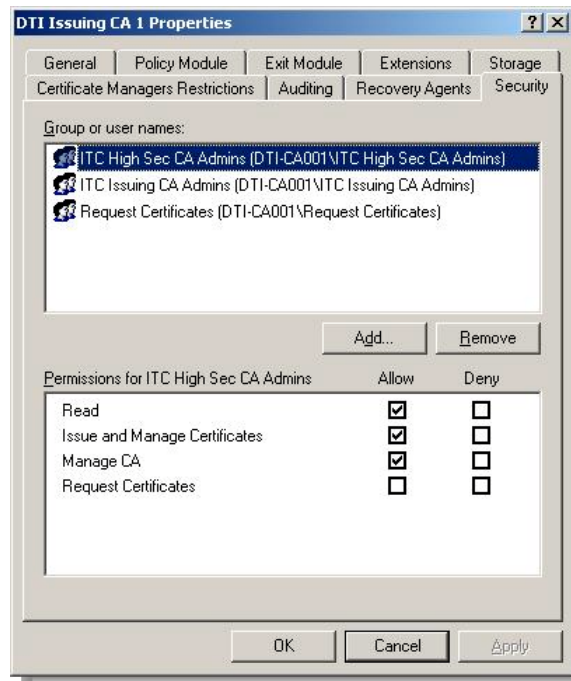 DTI Issuing CA 1 Properties
General Policy Module Exit Module Extensions Storage
Certificate Managers Restrictions Auditing Recovery Agents Security
Group or user names:
ITC High Sec CA Admins (DTI-CA001\ITC High Sec CA Admins)
ITC Issuing CA Admins (DTI-CA001\ITC Issuing CA Admins)
Request Certificates (DTI-CA001\Request Certificates)
Add... Remove
Permissions for ITC High Sec CA Admins Allow Deny
Read
Issue and Manage Certificates
Manage CA
Request Certificates
OK Cancel Apply